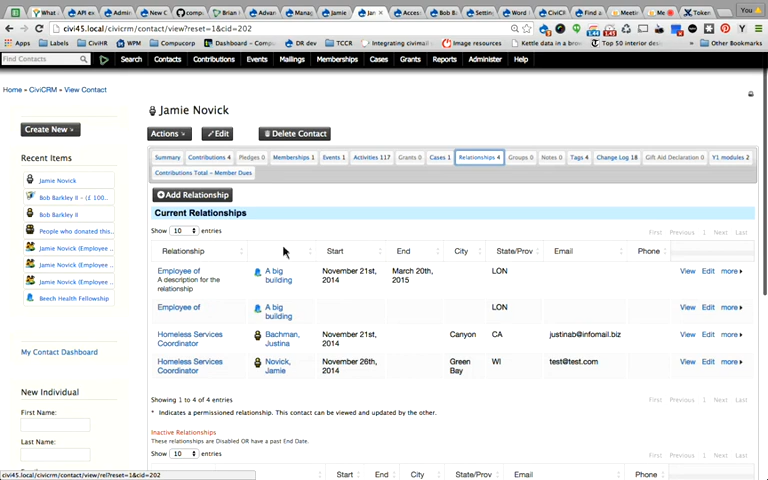 civi45.local/civicrm/contact/view?reset=1&cid=202
Apps Labels CiviHR WPM Compucorp Dashboard - Comp... DR dev TCCR Integrating civimail Image resources Kettle data in a bro... Top 50 interior des... Other Bookmarks
Find Contacts Search Contacts Contributions Events Mailings Memberships Cases Grants Reports Administer Help
Home » CiviCRM » View Contact
Jamie Novick
Create New »
Actions » Edit Delete Contact
Recent Items
Summary Contributions 4 Pledges 0 Memberships 1 Events 1 Activities 117 Grants 0 Cases 1 Relationships 4 Groups 0 Notes 0 Tags 4 Change Log 18 Gift Aid Declaration 0 Y1 modules 2
Contributions Total - Member Dues
Jamie Novick
Bob Barkley II - (£ 100...
Bob Barkley II
People who donated this...
Jamie Novick (Employee ...
Jamie Novick (Employee ...
Jamie Novick (Employee ...
Beech Health Fellowship
My Contact Dashboard
New Individual
First Name:
Last Name:
Email:
Add Relationship
Current Relationships
Show 10 entries First Previous 1 Next Last
Relationship Start End City State/Prov Email Phone
Employee of A big building November 21st, 2014 March 20th, 2015 LON View Edit more
A description for the relationship
Employee of A big building LON View Edit more
Homeless Services Coordinator Bachman, Justina November 21st, 2014 Canyon CA justinab@infomail.biz View Edit more
Homeless Services Coordinator Novick, Jamie November 26th, 2014 Green Bay WI test@test.com View Edit more
Showing 1 to 4 of 4 entries First Previous 1 Next Last
* Indicates a permissioned relationship. This contact can be viewed and updated by the other.
Inactive Relationships
These relationships are Disabled OR have a past End Date.
Show 10 entries First Previous 1 Next Last
Start End City State/Prov Email Phone
civi45.local/civicrm/contact/view/rel?reset=1&cid=202